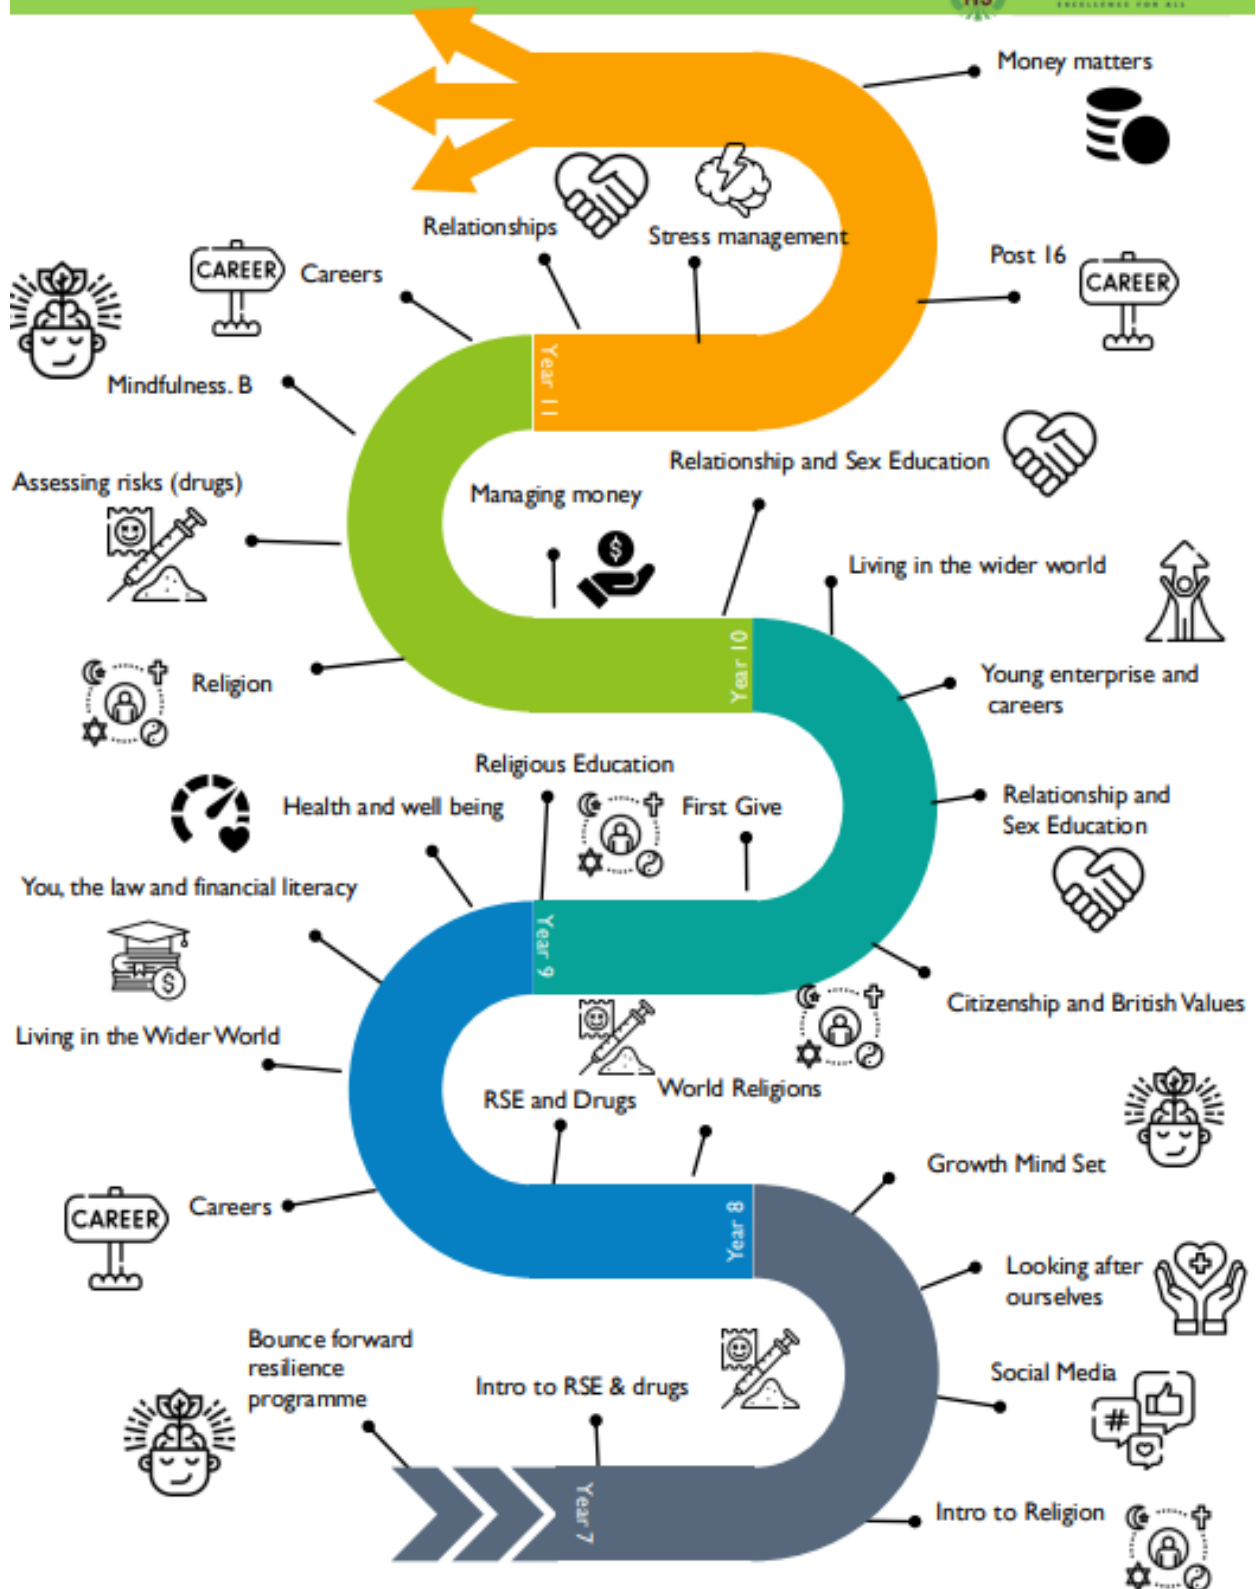 EXCELLENCE FOR ALL
Money matters
Relationships
Stress management
Post 16
CAREER
CAREER
Careers
Year 11
Mindfulness. B
Relationship and Sex Education
Assessing risks (drugs)
Managing money
$
Living in the wider world
Year 10
Religion
Young enterprise and
careers
Religious Education
Health and well being
First Give
Relationship and
Sex Education
You, the law and financial literacy
$
Year 9
Citizenship and British Values
Living in the Wider World
RSE and Drugs
World Religions
Growth Mind Set
CAREER
Careers
Year 8
Looking after
ourselves
Bounce forward
resilience
programme
Intro to RSE & drugs
Social Media
#
Year 7
Intro to Religion